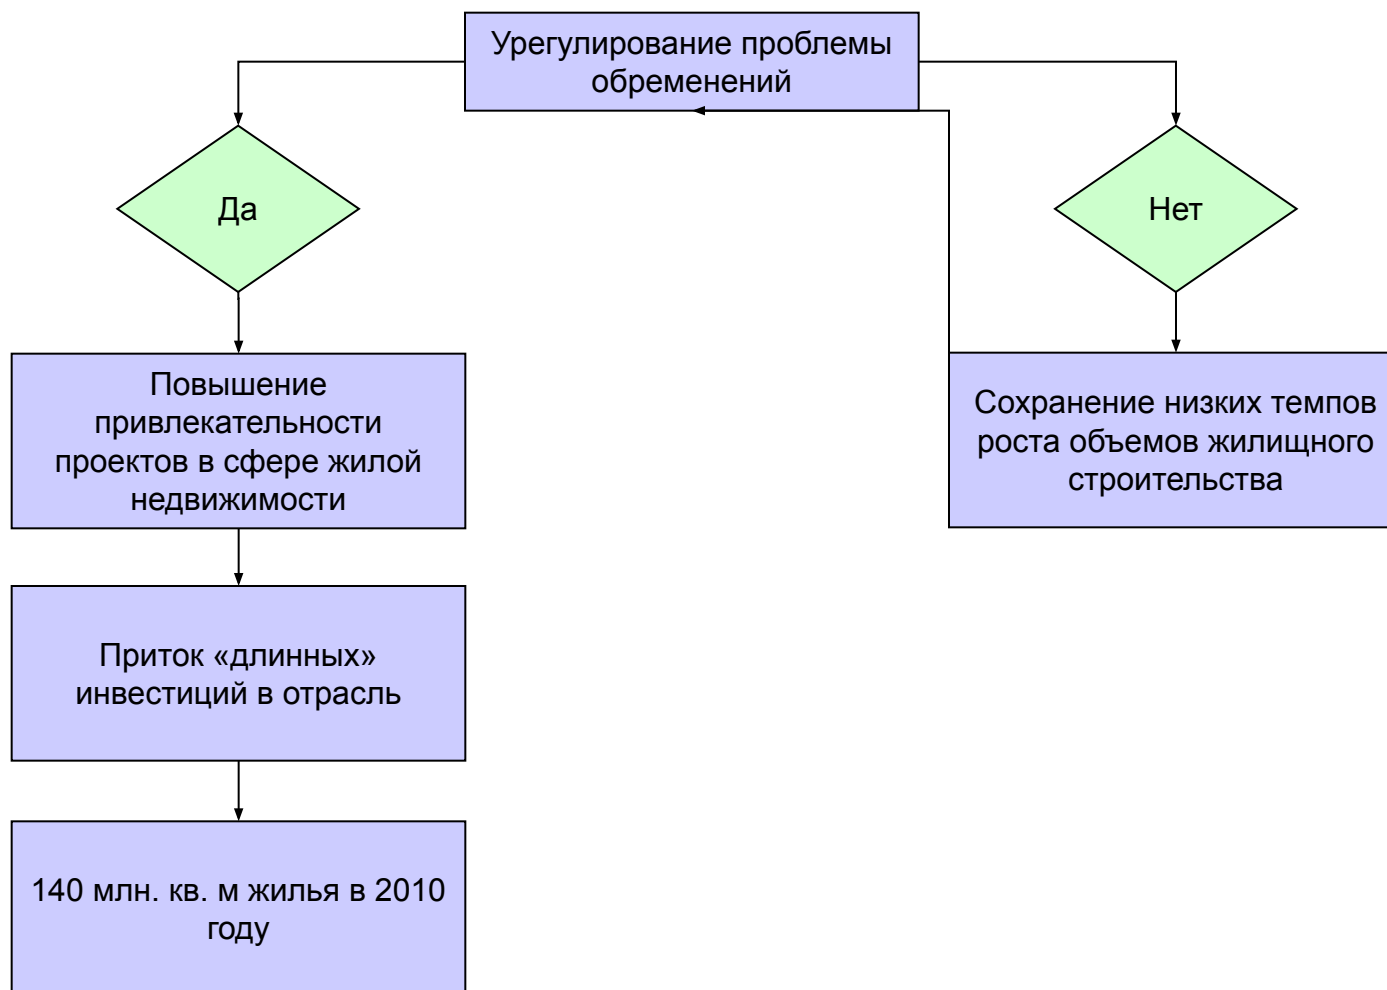 Урегулирование проблемы
обременений
Да
Нет
Повышение
привлекательности
проектов в сфере жилой
недвижимости
Сохранение низких темпов
роста объемов жилищного
строительства
Приток «длинных»
инвестиций в отрасль
140 млн. кв. м жилья в 2010
году